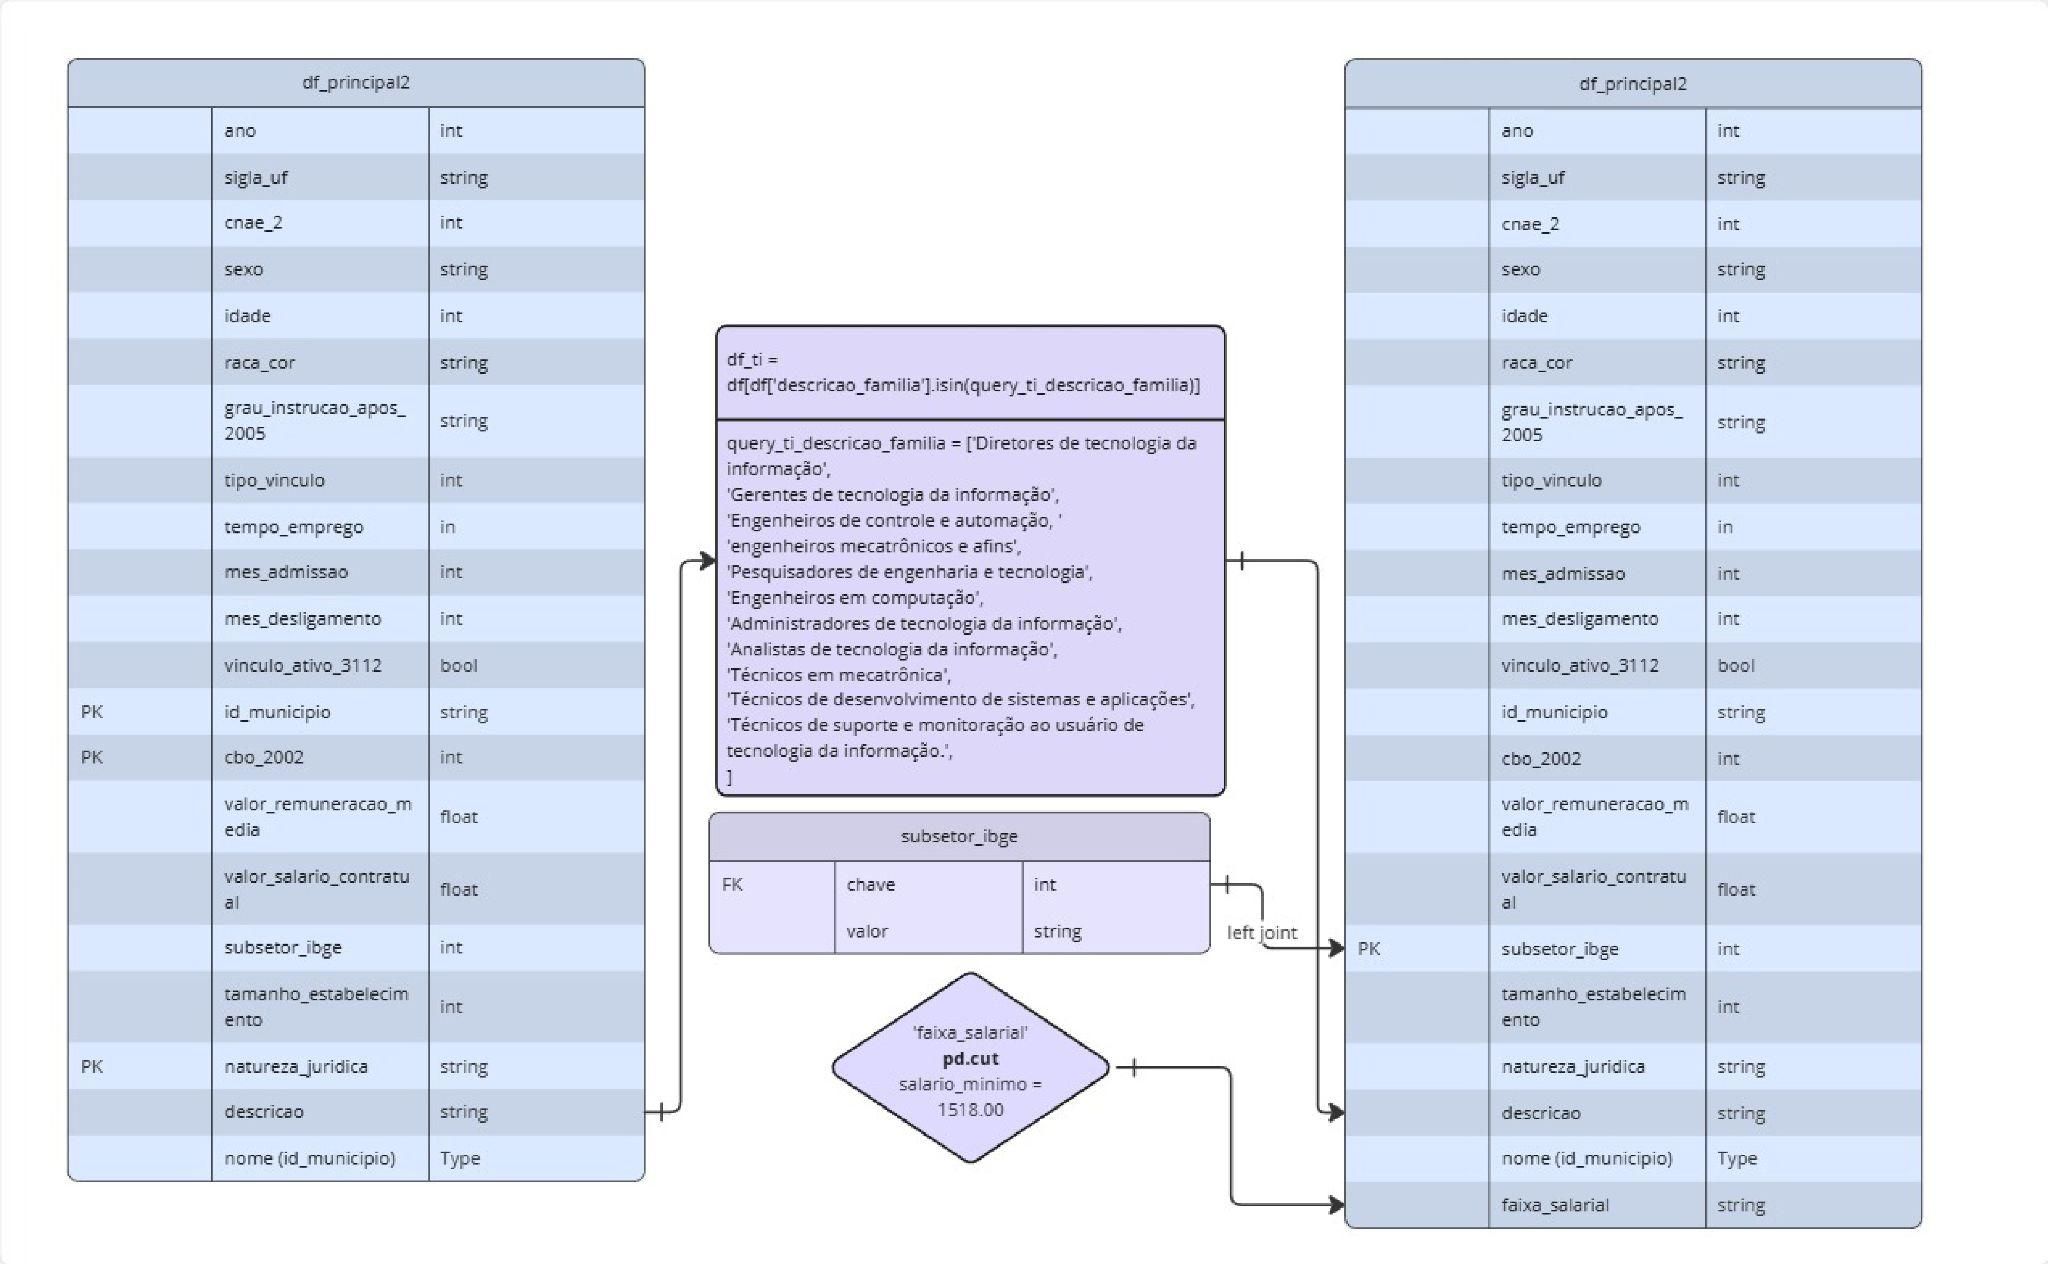 df_principal2
ano int
sigla_uf string
cnae_2 int
sexo string
idade int
raca_cor string
grau_instrucao_apos_
2005
string
tipo_vinculo int
tempo_emprego in
mes_admissao int
mes_desligamento int
vinculo_ativo_3112 bool
PK id_municipio string
PK cbo_2002 int
valor_remuneracao_m
edia
float
valor_salario_contratu
al
float
subsetor_ibge int
tamanho_estabelecim
ento
int
PK natureza_juridica string
descricao string
nome (id_municipio) Type
df_ti =
df[df['descricao_familia'].isin(query_ti_descricao_familia)]
query_ti_descricao_familia = ['Diretores de tecnologia da
informação',
'Gerentes de tecnologia da informação',
'Engenheiros de controle e automação, '
'engenheiros mecatrônicos e afins',
'Pesquisadores de engenharia e tecnologia',
'Engenheiros em computação',
'Administradores de tecnologia da informação',
'Analistas de tecnologia da informação',
'Técnicos em mecatrônica',
'Técnicos de desenvolvimento de sistemas e aplicações',
'Técnicos de suporte e monitoração ao usuário de
tecnologia da informação.',
]
subsetor_ibge
FK chave int
valor string
left joint
'faixa_salarial'
pd.cut
salario_minimo =
1518.00
df_principal2
ano int
sigla_uf string
cnae_2 int
sexo string
idade int
raca_cor string
grau_instrucao_apos_
2005
string
tipo_vinculo int
tempo_emprego in
mes_admissao int
mes_desligamento int
vinculo_ativo_3112 bool
id_municipio string
cbo_2002 int
valor_remuneracao_m
edia
float
valor_salario_contratu
al
float
PK subsetor_ibge int
tamanho_estabelecim
ento
int
natureza_juridica string
descricao string
nome (id_municipio) Type
faixa_salarial string